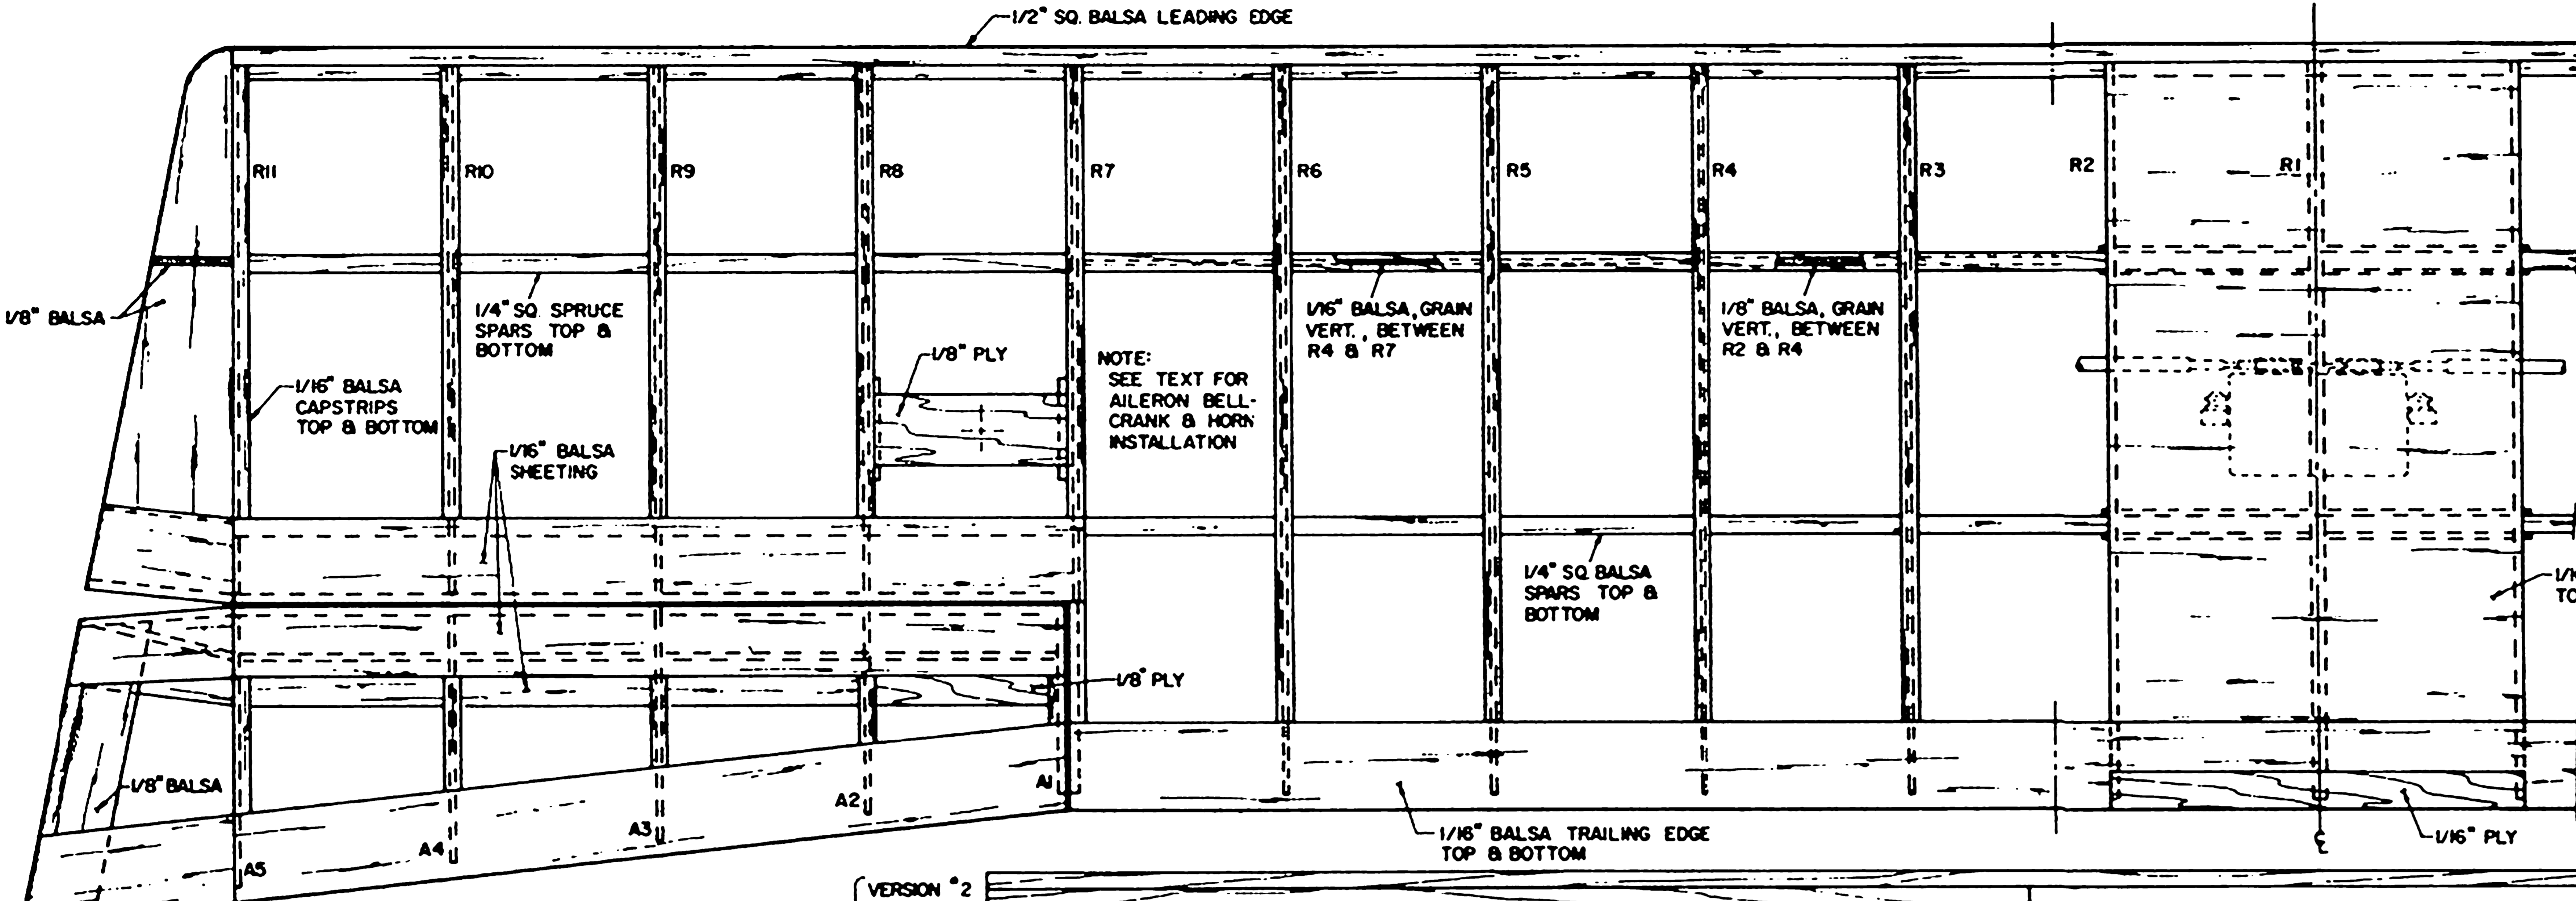 1/2" SQ. BALSA LEADING EDGE
R11
R10
R9
R8
R7
R6
R5
R4
R3
R2
R1
1/8" BALSA
1/4" SQ. SPRUCE
SPARS TOP &
BOTTOM
1/16" BALSA, GRAIN
VERT., BETWEEN
R4 & R7
1/8" BALSA, GRAIN
VERT., BETWEEN
R2 & R4
1/8" PLY
NOTE:
SEE TEXT FOR
AILERON BELL-
CRANK & HORN
INSTALLATION
1/16" BALSA
CAPSTRIPS
TOP & BOTTOM
1/16" BALSA
SHEETING
1/4" SQ. BALSA
SPARS TOP &
BOTTOM
1/8" PLY
1/8" BALSA
A1
A2
A3
A4
A5
1/16" BALSA TRAILING EDGE
TOP & BOTTOM
℄
1/16" PLY
VERSION #2